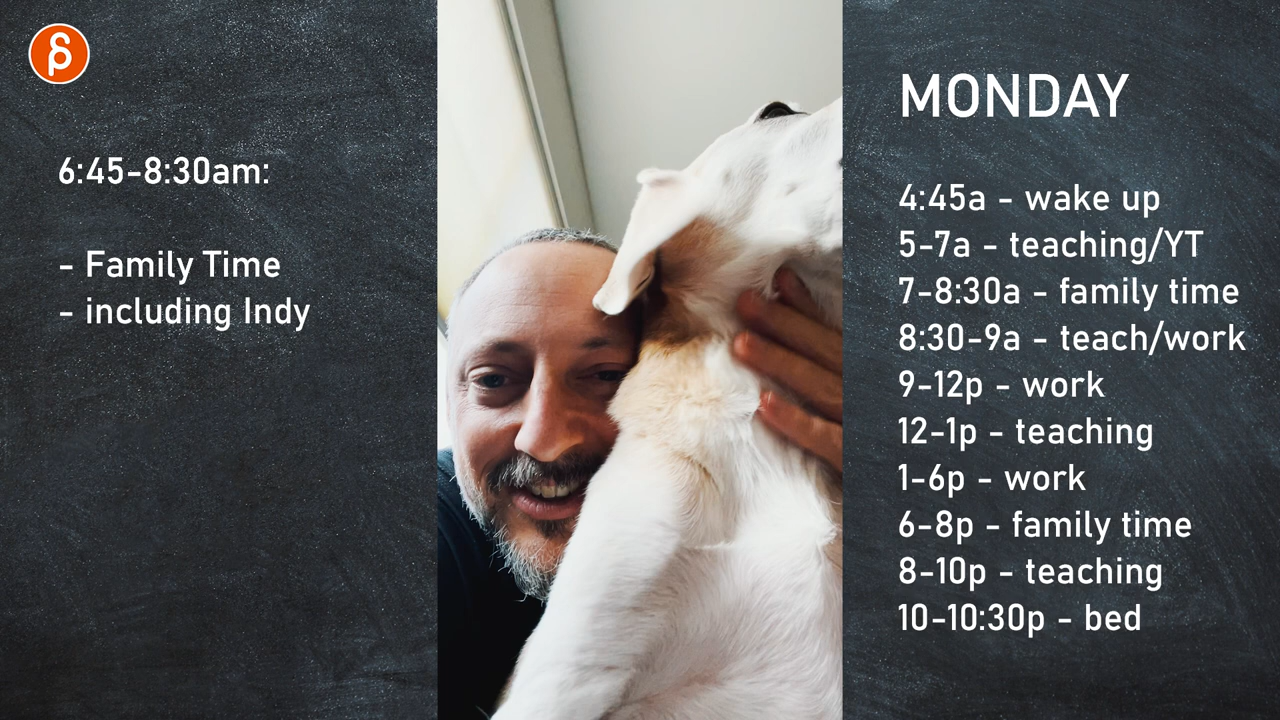 6:45-8:30am:
- Family Time
- including Indy
MONDAY
4:45a - wake up
5-7a - teaching/YT
7-8:30a - family time
8:30-9a - teach/work
9-12p - work
12-1p - teaching
1-6p - work
6-8p - family time
8-10p - teaching
10-10:30p - bed